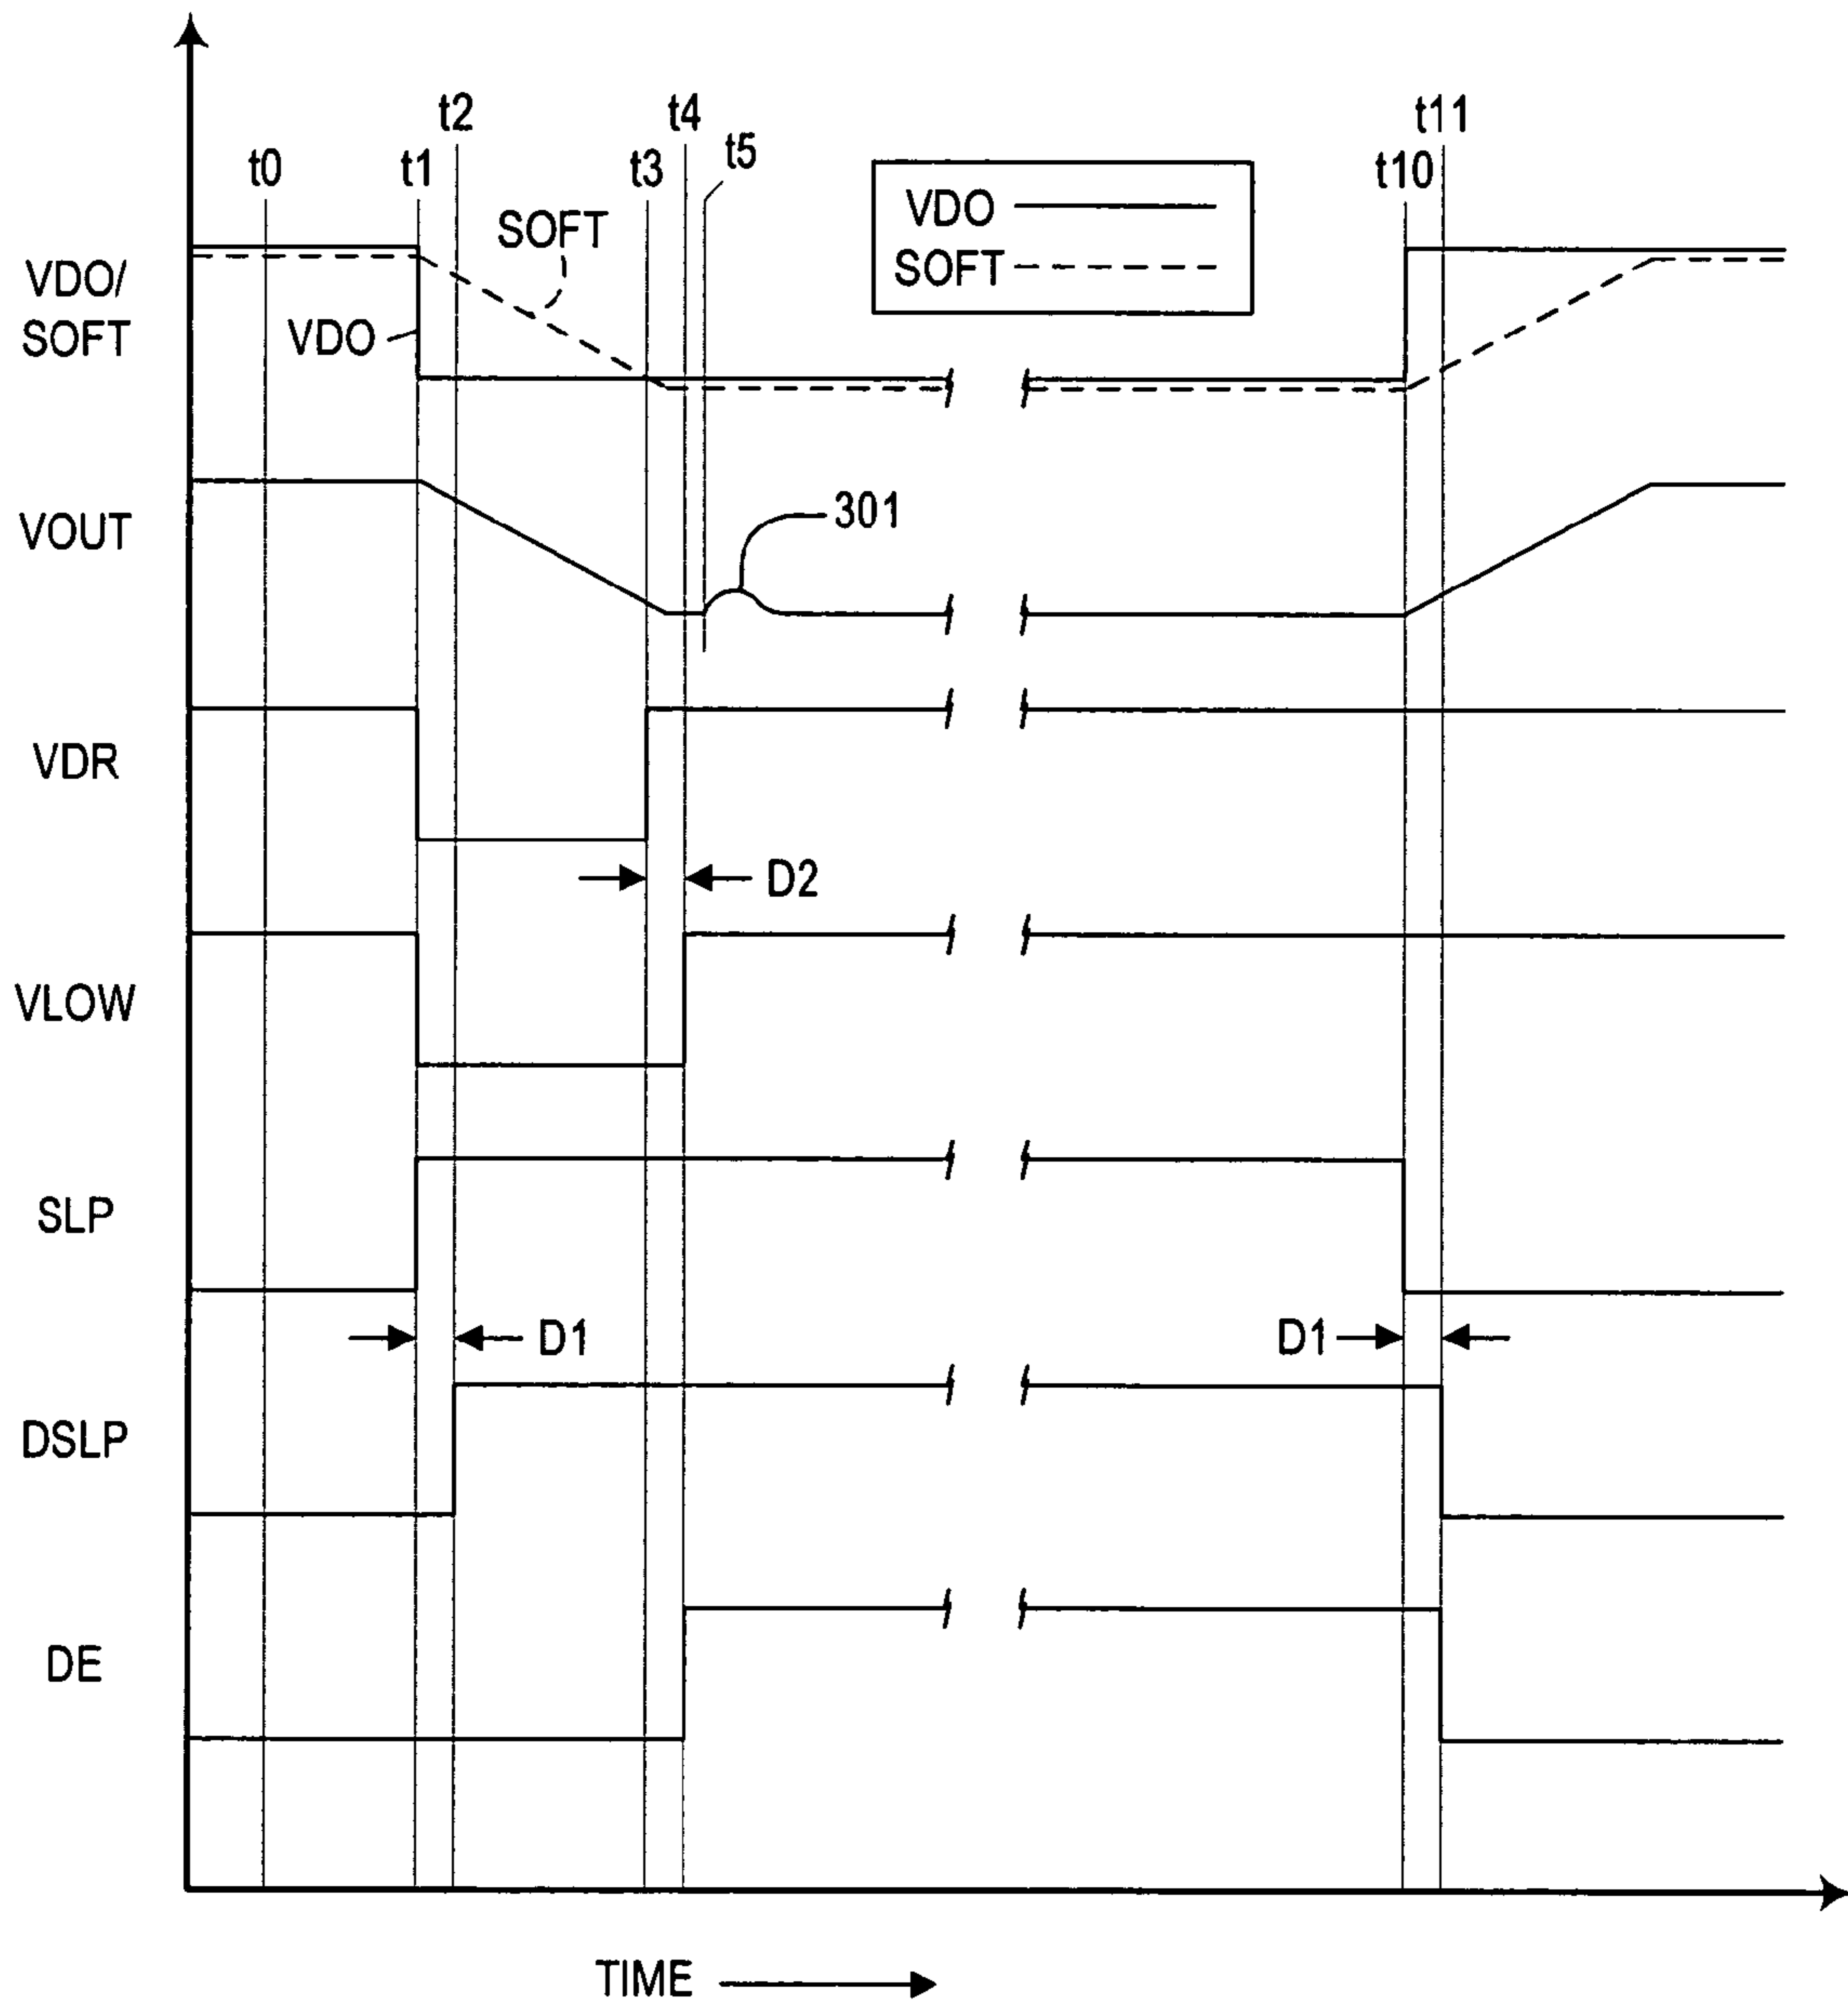 t2
t4
t11
t0
t1
t3
t5
t10
VDO
SOFT
SOFT
VDO/
SOFT
VDO
301
VOUT
VDR
D2
VLOW
SLP
D1
D1
DSLP
DE
TIME